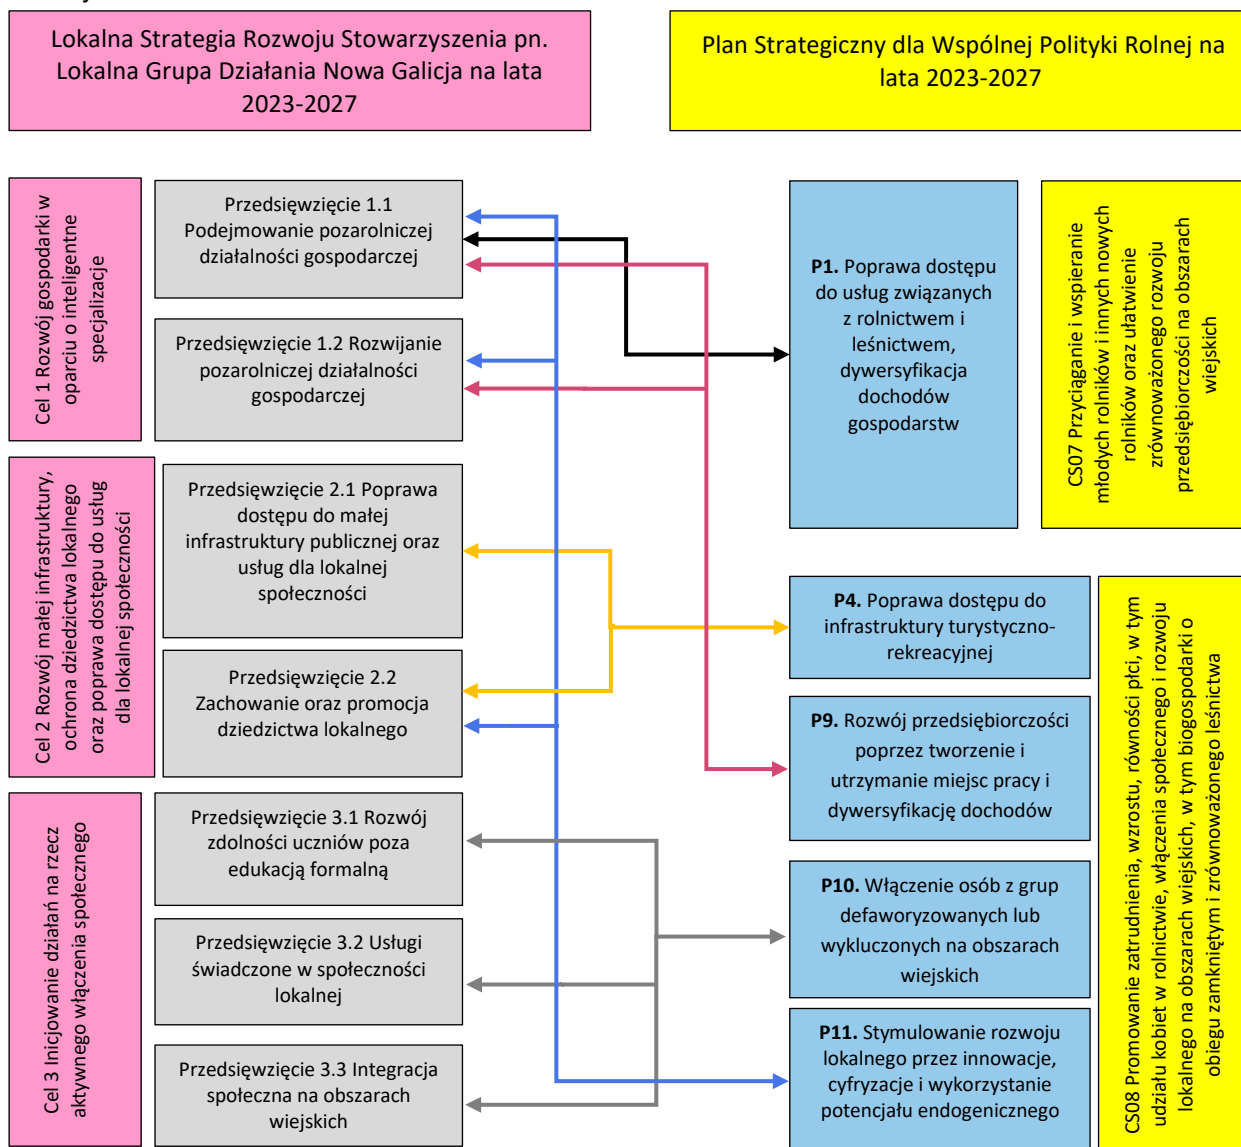 Lokalna Strategia Rozwoju Stowarzyszenia pn.
Lokalna Grupa Działania Nowa Galicja na lata
2023-2027
Plan Strategiczny dla Wspólnej Polityki Rolnej na
lata 2023-2027
Cel 1 Rozwój gospodarki w
oparciu o inteligentne
specjalizacje
Przedsięwzięcie 1.1
Podejmowanie pozarolniczej
działalności gospodarczej
Przedsięwzięcie 1.2 Rozwijanie
pozarolniczej działalności
gospodarczej
Cel 2 Rozwój małej infrastruktury,
ochrona dziedzictwa lokalnego
oraz poprawa dostępu do usług
dla lokalnej społeczności
Przedsięwzięcie 2.1 Poprawa
dostępu do małej
infrastruktury publicznej oraz
usług dla lokalnej
społeczności
Przedsięwzięcie 2.2
Zachowanie oraz promocja
dziedzictwa lokalnego
Cel 3 Inicjowanie działań na rzecz
aktywnego włączenia społecznego
Przedsięwzięcie 3.1 Rozwój
zdolności uczniów poza
edukacją formalną
Przedsięwzięcie 3.2 Usługi
świadczone w społeczności
lokalnej
Przedsięwzięcie 3.3 Integracja
społeczna na obszarach
wiejskich
P1. Poprawa dostępu
do usług związanych
z rolnictwem i
leśnictwem,
dywersyfikacja
dochodów
gospodarstw
CS07 Przyciąganie i wspieranie
młodych rolników i innych nowych
rolników oraz ułatwienie
zrównoważonego rozwoju
przedsiębiorczości na obszarach
wiejskich
P4. Poprawa dostępu do
infrastruktury turystyczno-
rekreacyjnej
P9. Rozwój przedsiębiorczości
poprzez tworzenie i
utrzymanie miejsc pracy i
dywersyfikację dochodów
P10. Włączenie osób z grup
defaworyzowanych lub
wykluczonych na obszarach
wiejskich
P11. Stymulowanie rozwoju
lokalnego przez innowacje,
cyfryzacje i wykorzystanie
potencjału endogenicznego
CS08 Promowanie zatrudnienia, wzrostu, równości płci, w tym
udziału kobiet w rolnictwie, włączenia społecznego i rozwoju
lokalnego na obszarach wiejskich, w tym biogospodarki o
obiegu zamkniętym i zrównoważonego leśnictwa